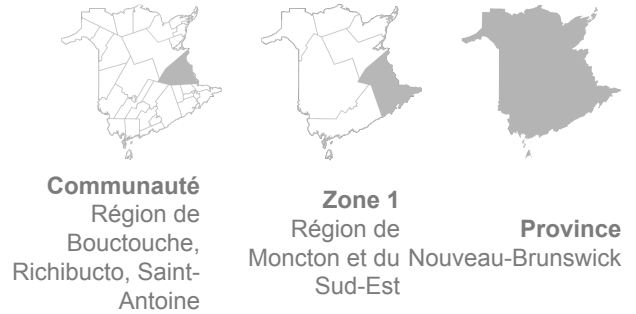 Communauté
Région de
Bouctouche,
Richibucto, Saint-
Antoine
Zone 1
Région de
Moncton et du
Sud-Est
Province
Nouveau-Brunswick